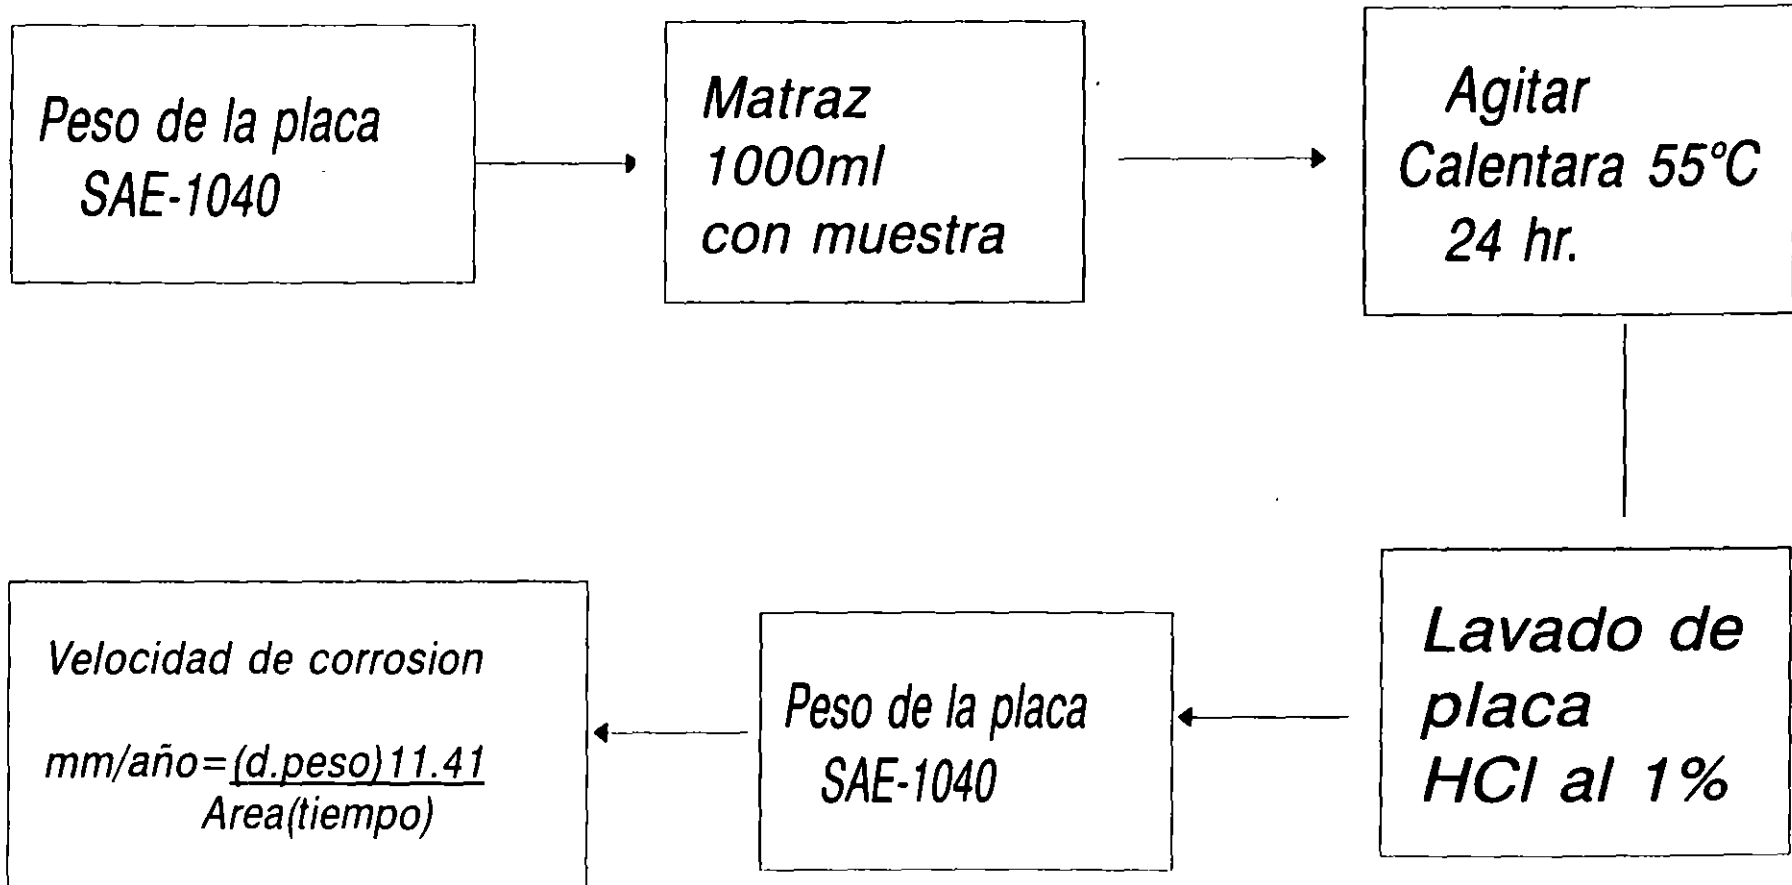 Peso de la placa
SAE-1040
Matraz
1000ml
con muestra
Agitar
Calentara 55ºC
24 hr.
Lavado de
placa
HCl al 1%
Peso de la placa
SAE-1040
Velocidad de corrosion
mm/año=(d.peso)11.41
Area(tiempo)